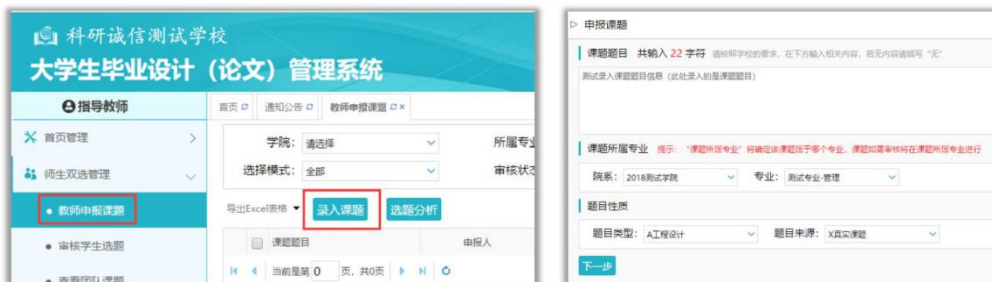 科研诚信测试学校
大学生毕业设计（论文）管理系统
指导教师
首页 通知公告 教师申报课题 ×
首页管理
学院： 请选择 所属专业
师生双选管理
选择模式： 全部 审核状态
教师申报课题
导出Excel表格 录入课题 选题分析
课题题目 申报人
审核学生选题
当前是第 0 页，共0页
查看团队课题
申报课题
课题题目 共输入 22 字符 请按照学校的要求，在下方输入相关内容，若无内容请填写 "无"
测试录入课题题目信息（此处录入的是课题题目）
课题所属专业 提示： "课题所属专业" 将确定该课题属于哪个专业，课题如需审核将在课题所属专业进行
院系： 2018测试学院 专业： 测试专业-管理
题目性质
题目类型： A工程设计 题目来源： X真实课题
下一步